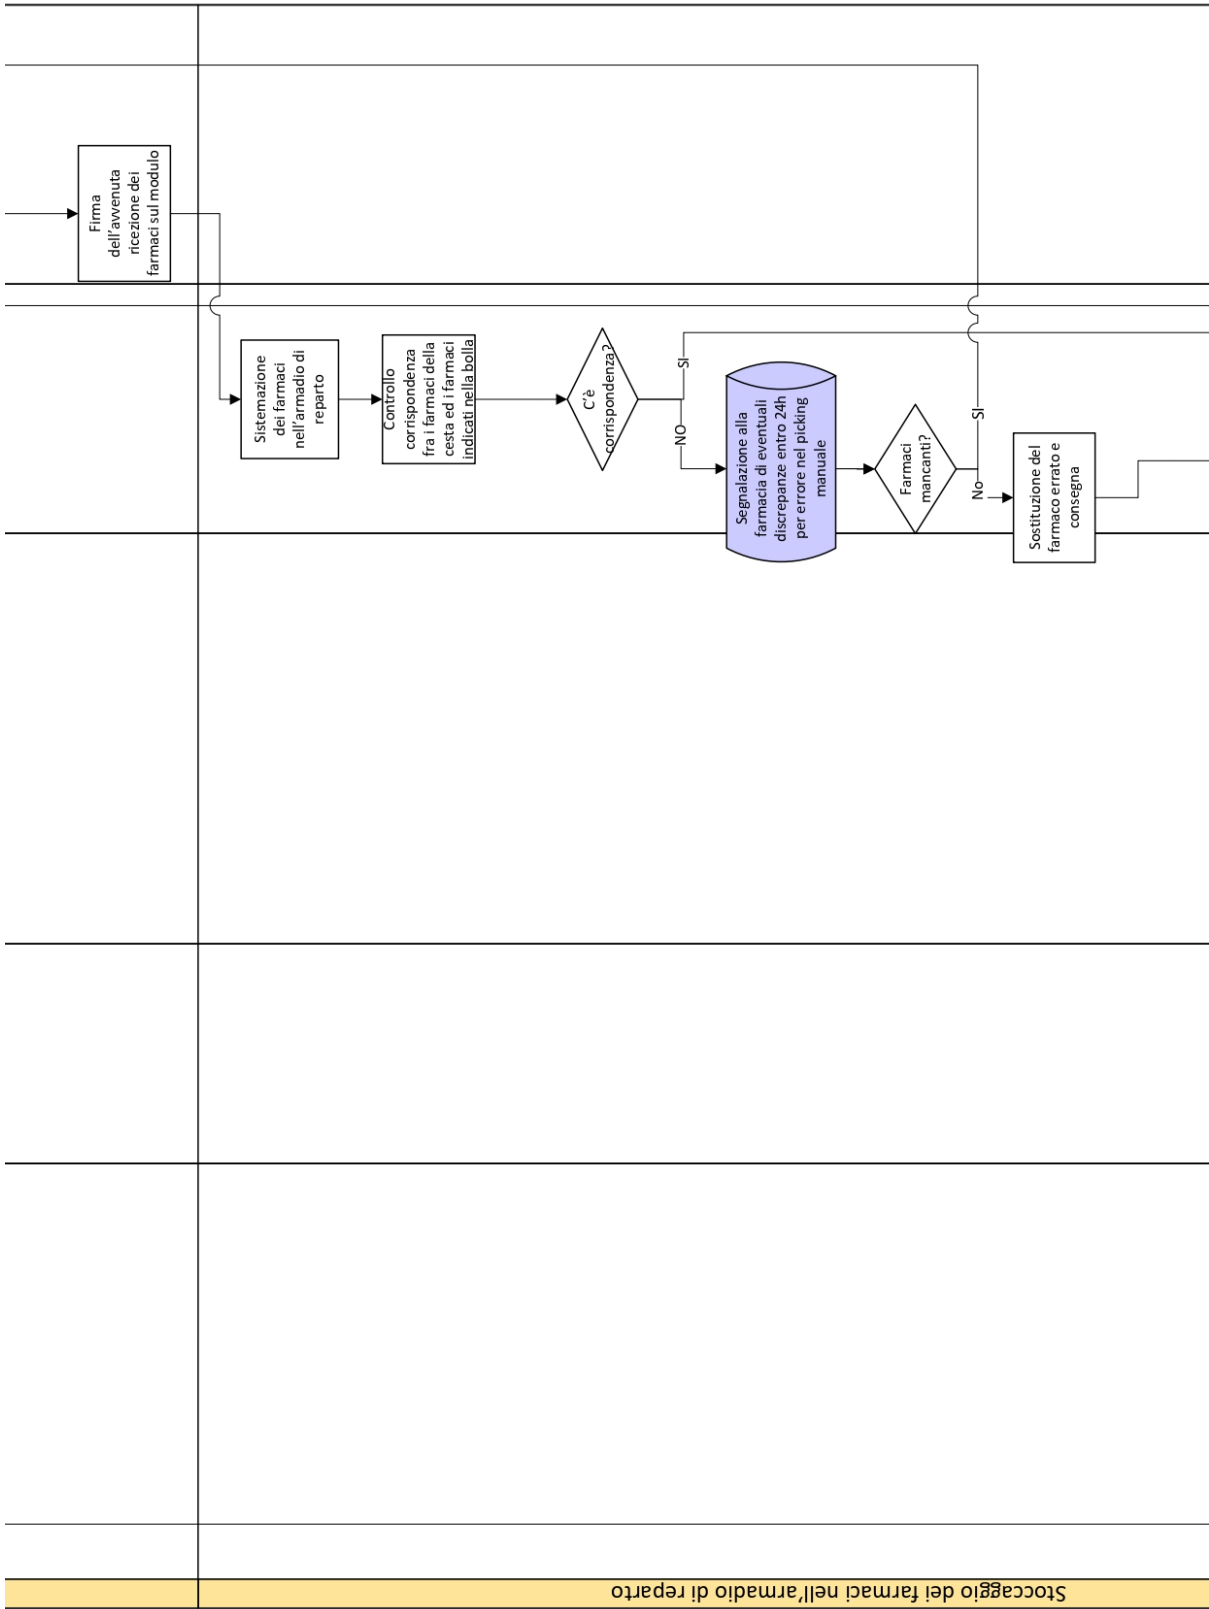 Firma
dell'avvenuta
ricezione dei
farmaci sul modulo
Sistemazione
dei farmaci
nell'armadio di
reparto
Controllo
corrispondenza
fra i farmaci della
cesta ed i farmaci
indicati nella bolla
C'è
corrispondenza?
SI
NO
Segnalazione alla
farmacia di eventuali
discrepanze entro 24h
per errore nel picking
manuale
Farmaci
mancanti?
SI
No
Sostituzione del
farmaco errato e
consegna
Stoccaggio dei farmaci nell'armadio di reparto